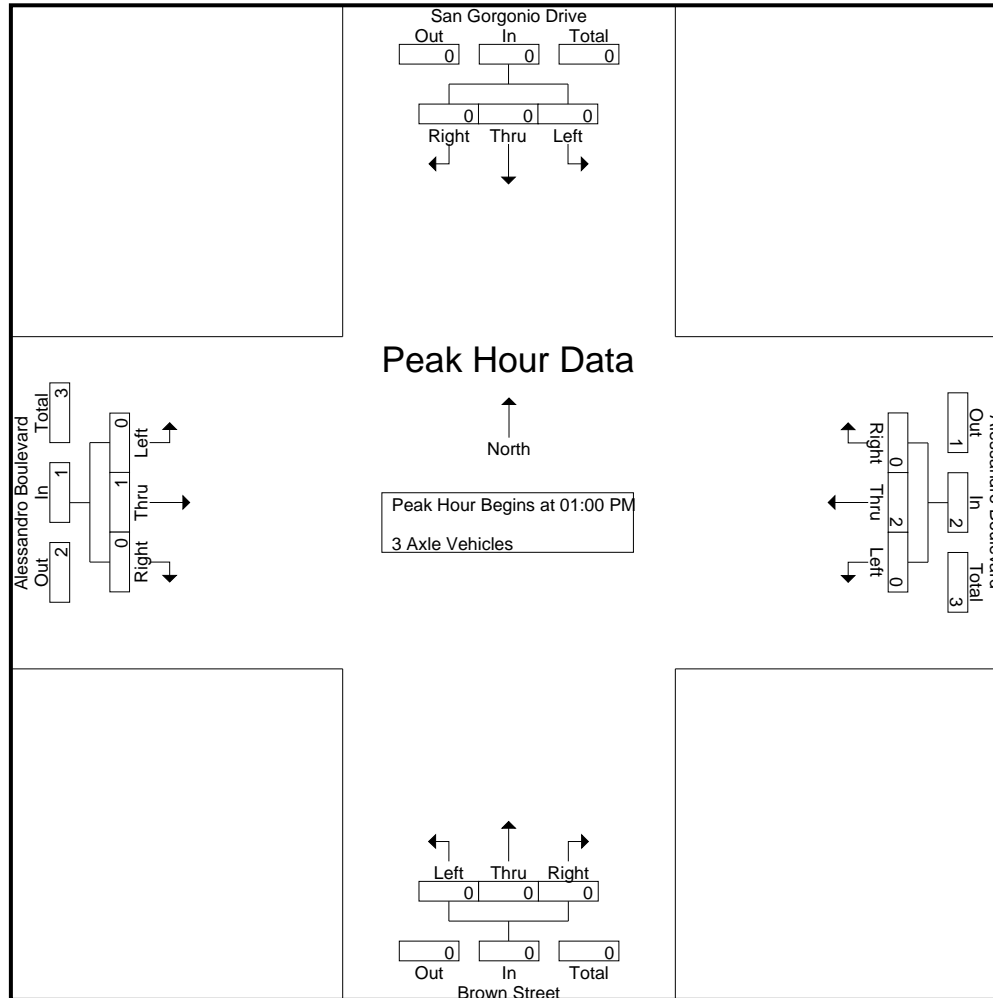 San Gorgonio Drive
Out In Total
0 0 0
0 0 0
Right Thru Left
Peak Hour Data
North
Peak Hour Begins at 01:00 PM
3 Axle Vehicles
Alessandro Boulevard
Out In Total
2 1 3
Right Thru Left
0 1 0
Out In Total
1 2 3
Right Thru Left
0 2 0
Left Thru Right
0 0 0
0 0 0
Out In Total
Brown Street